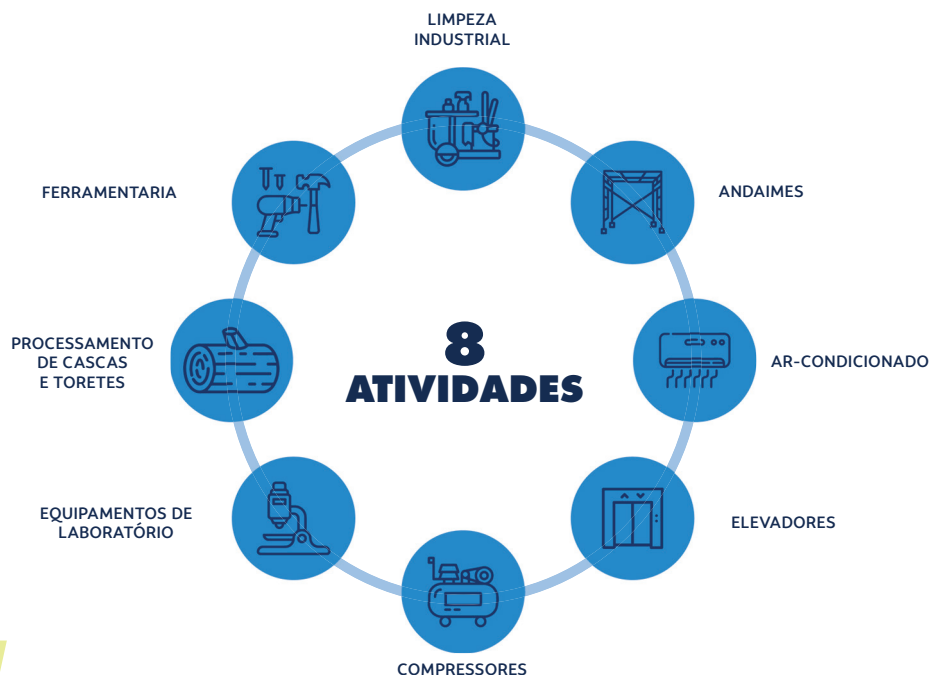 LIMPEZA
INDUSTRIAL
FERRAMENTARIA
ANDAIMES
PROCESSAMENTO
DE CASCAS
E TORETES
8
ATIVIDADES
AR-CONDICIONADO
EQUIPAMENTOS DE
LABORATÓRIO
ELEVADORES
COMPRESSORES